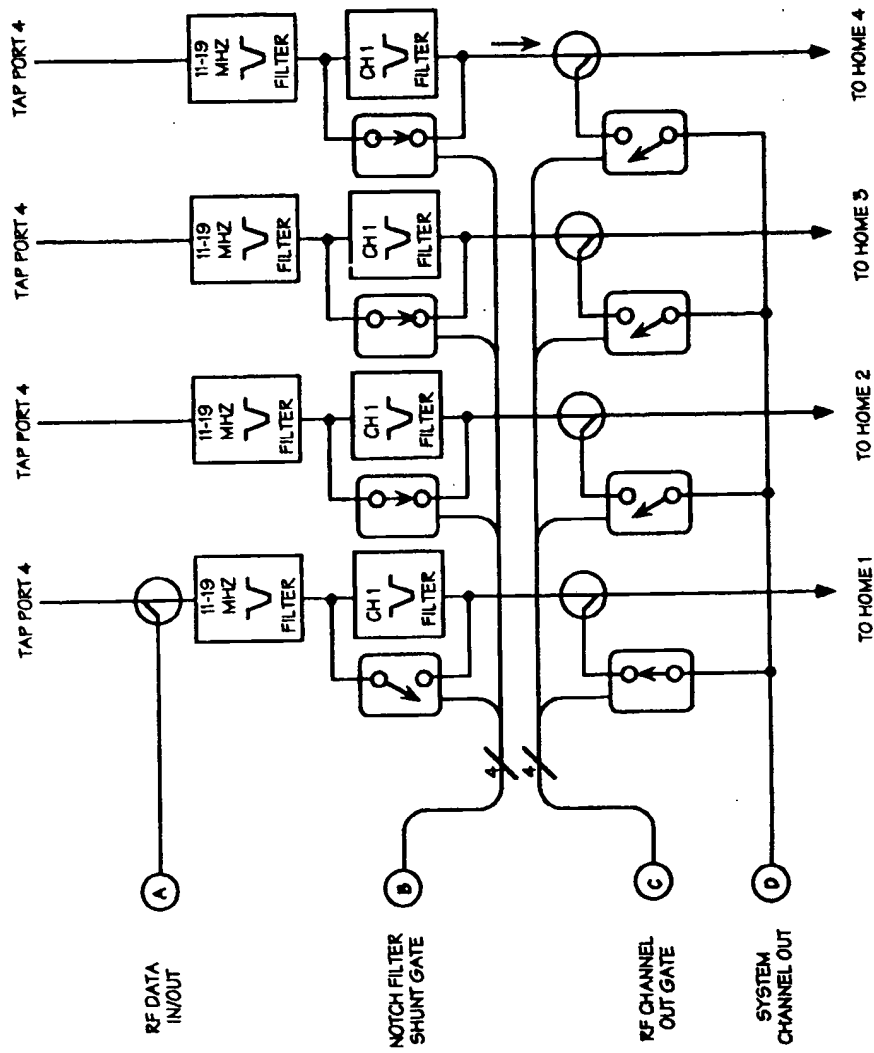 TAP PORT 4
TAP PORT 4
TAP PORT 4
TAP PORT 4
RF DATA
IN/OUT
A
11-19
MHZ
FILTER
11-19
MHZ
FILTER
11-19
MHZ
FILTER
11-19
MHZ
FILTER
CH 1
FILTER
CH 1
FILTER
CH 1
FILTER
CH 1
FILTER
NOTCH FILTER
SHUNT GATE
B
4
4
RF CHANNEL
OUT GATE
C
SYSTEM
CHANNEL OUT
D
TO HOME 1
TO HOME 2
TO HOME 3
TO HOME 4